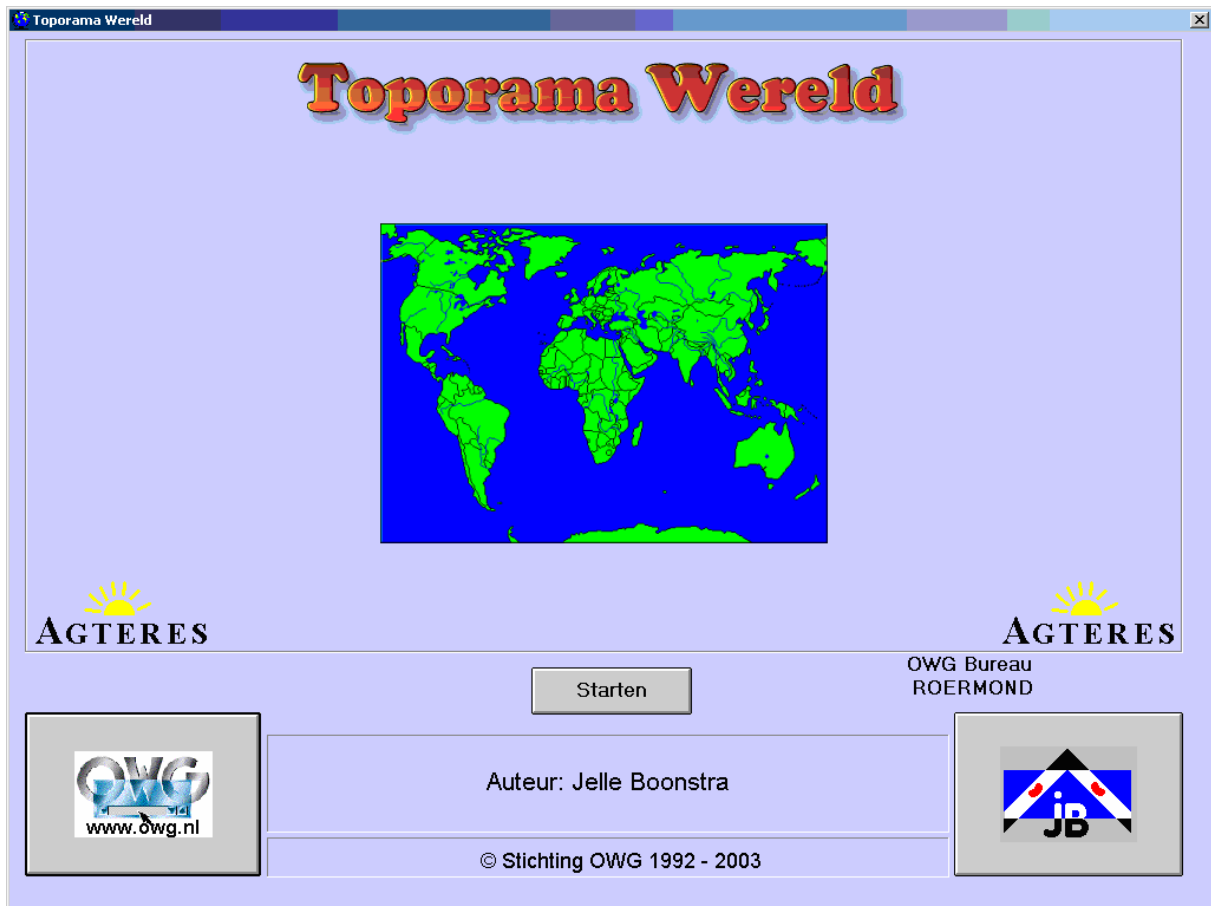 Toporama Wereld
Toporama Wereld
AGTERES
AGTERES
OWG Bureau
ROERMOND
Starten
OWG
www.owg.nl
Auteur: Jelle Boonstra
jB
© Stichting OWG 1992 - 2003